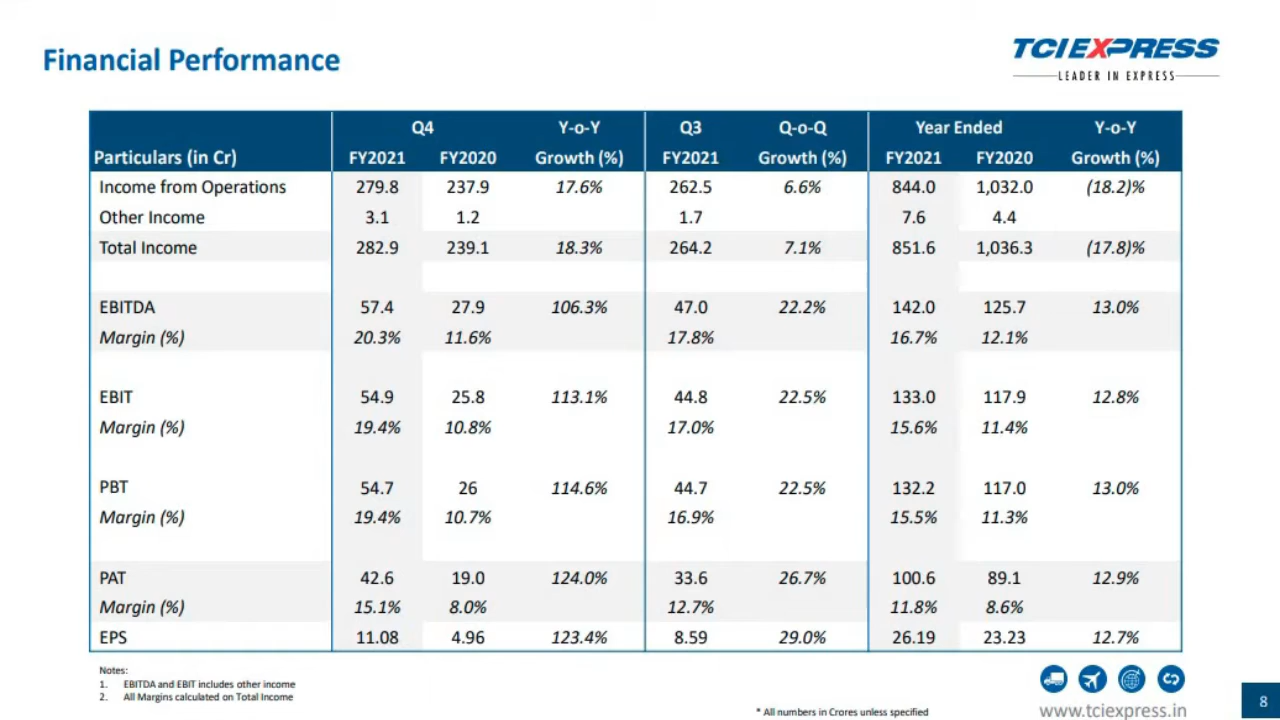 Financial Performance
TCIEXPRESS
LEADER IN EXPRESS
Q4 Y-o-Y Q3 Q-o-Q Year Ended Y-o-Y
Particulars (in Cr) FY2021 FY2020 Growth (%) FY2021 Growth (%) FY2021 FY2020 Growth (%)
Income from Operations 279.8 237.9 17.6% 262.5 6.6% 844.0 1,032.0 (18.2)%
Other Income 3.1 1.2 1.7 7.6 4.4
Total Income 282.9 239.1 18.3% 264.2 7.1% 851.6 1,036.3 (17.8)%
EBITDA 57.4 27.9 106.3% 47.0 22.2% 142.0 125.7 13.0%
Margin (%) 20.3% 11.6% 17.8% 16.7% 12.1%
EBIT 54.9 25.8 113.1% 44.8 22.5% 133.0 117.9 12.8%
Margin (%) 19.4% 10.8% 17.0% 15.6% 11.4%
PBT 54.7 26 114.6% 44.7 22.5% 132.2 117.0 13.0%
Margin (%) 19.4% 10.7% 16.9% 15.5% 11.3%
PAT 42.6 19.0 124.0% 33.6 26.7% 100.6 89.1 12.9%
Margin (%) 15.1% 8.0% 12.7% 11.8% 8.6%
EPS 11.08 4.96 123.4% 8.59 29.0% 26.19 23.23 12.7%
Notes:
1. EBITDA and EBIT includes other income
2. All Margins calculated on Total Income
* All numbers in Crores unless specified
www.tciexpress.in
8